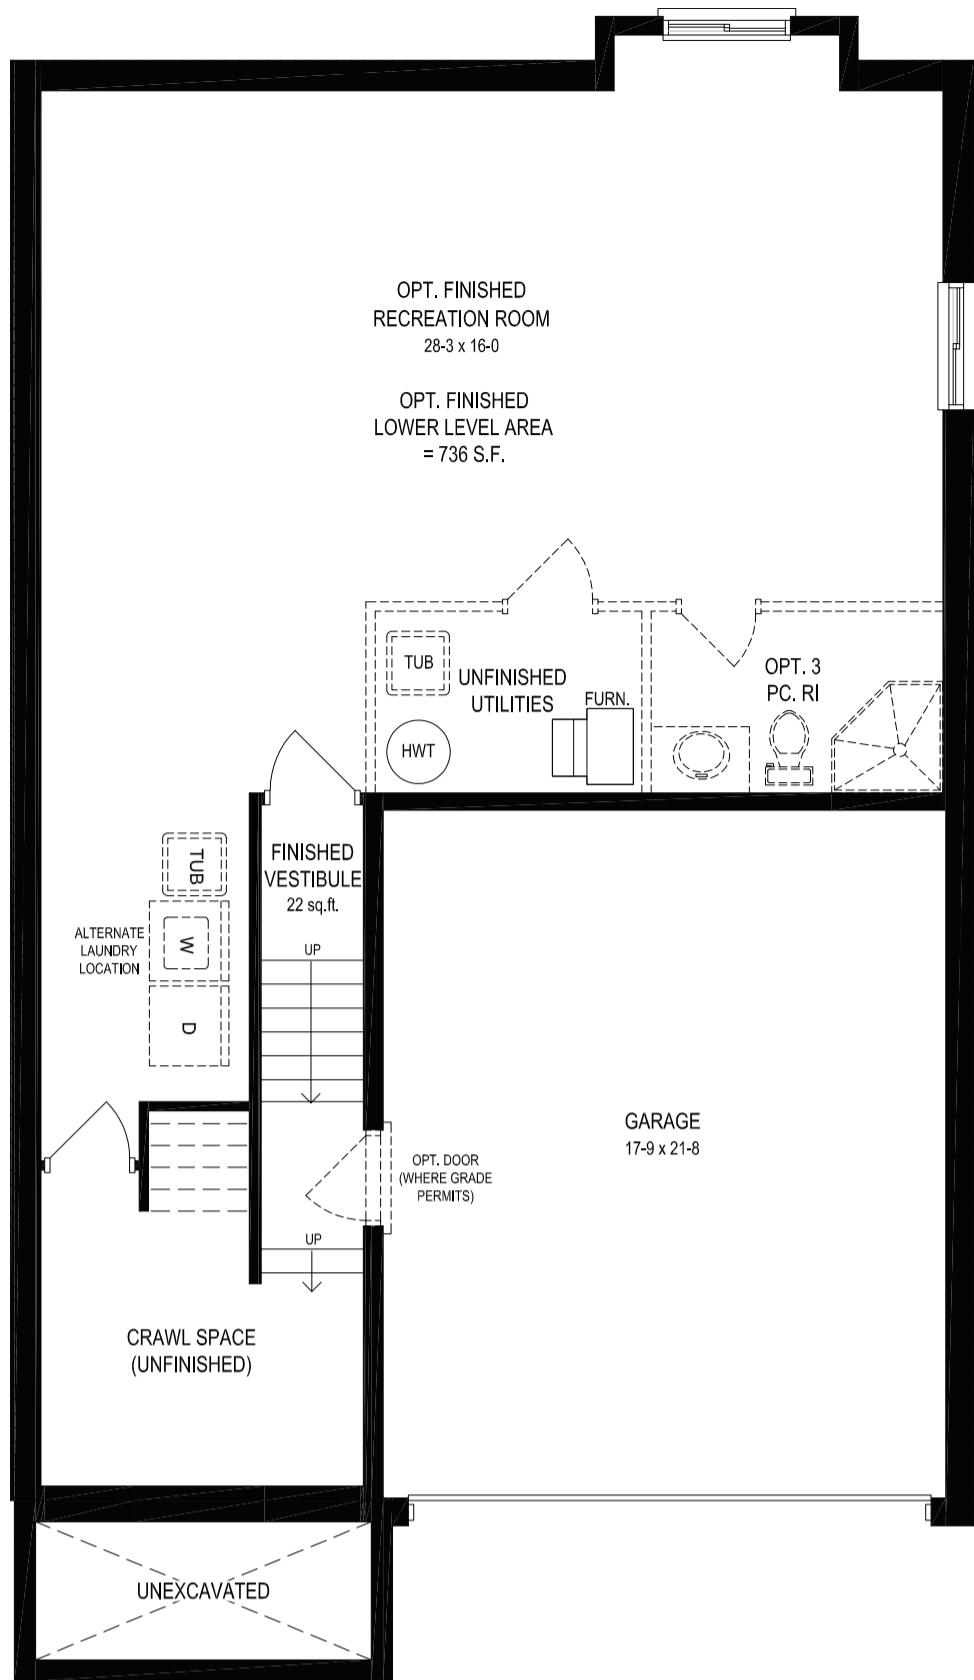 OPT. FINISHED
RECREATION ROOM
28-3 x 16-0
OPT. FINISHED
LOWER LEVEL AREA
= 736 S.F.
TUB
UNFINISHED
UTILITIES
FURN.
HWT
OPT. 3
PC. RI
FINISHED
VESTIBULE
22 sq.ft.
TUB
W
D
ALTERNATE
LAUNDRY
LOCATION
UP
GARAGE
17-9 x 21-8
OPT. DOOR
(WHERE GRADE
PERMITS)
UP
CRAWL SPACE
(UNFINISHED)
UNEXCAVATED